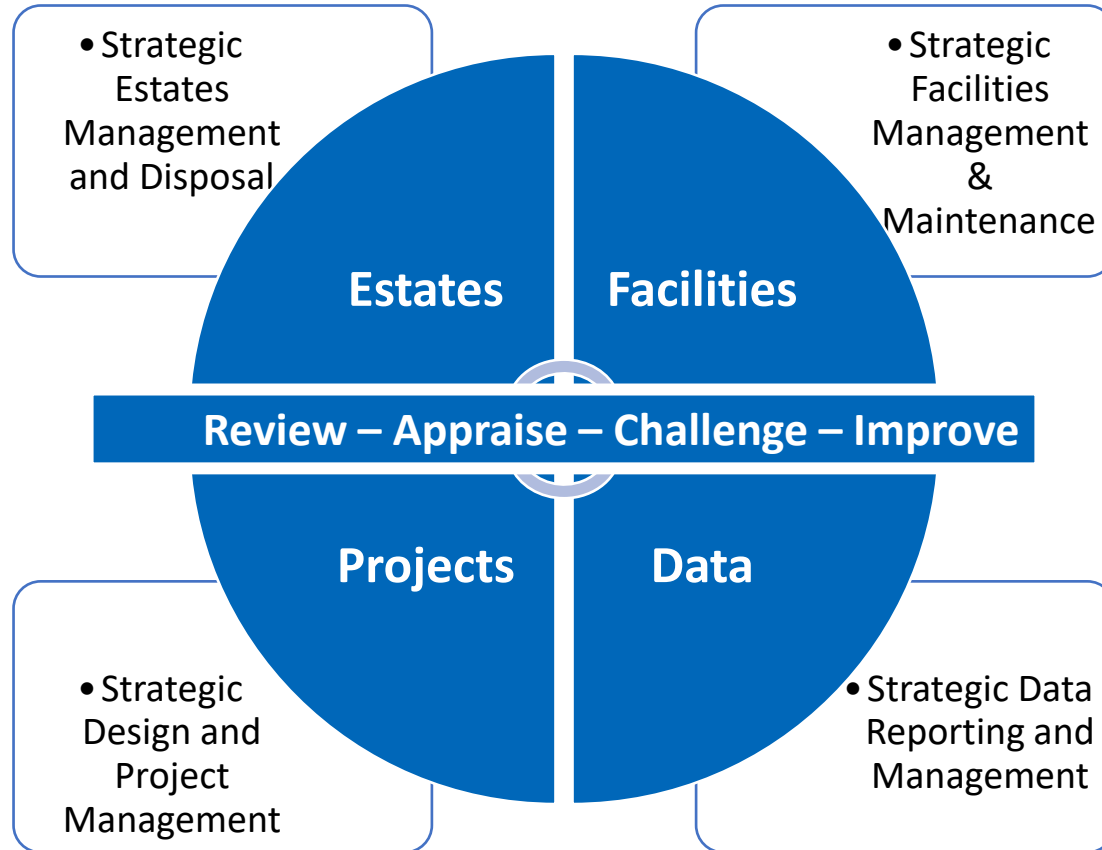 • Strategic
Estates
Management
and Disposal
• Strategic
Facilities
Management
&
Maintenance
Estates
Facilities
Review – Appraise – Challenge – Improve
Projects
Data
• Strategic
Design and
Project
Management
• Strategic Data
Reporting and
Management